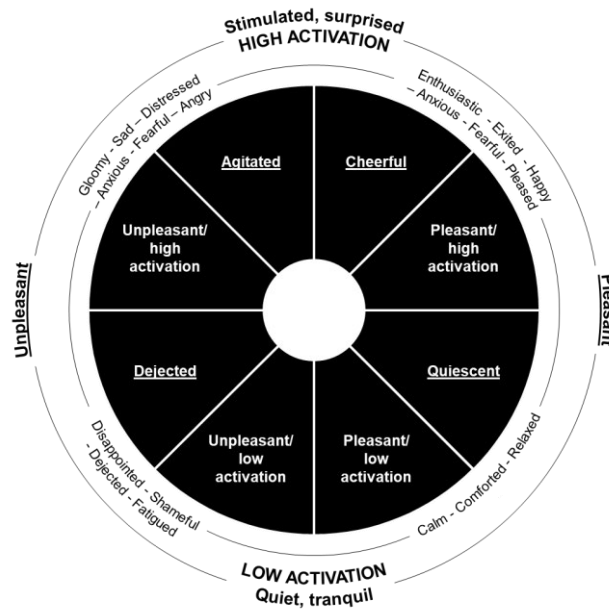 Stimulated, surprised
HIGH ACTIVATION
Gloomy - Sad – Distressed
– Anxious - Fearful – Angry
Enthusiastic - Exited - Happy
– Anxious - Fearful - Pleased
Agitated
Cheerful
Unpleasant/
high
activation
Pleasant/
high
activation
Unpleasant
Pleasant
Dejected
Quiescent
Unpleasant/
low
activation
Pleasant/
low
activation
Disappointed - Shameful
- Dejected - Fatigued
Calm - Comforted - Relaxed
LOW ACTIVATION
Quiet, tranquil